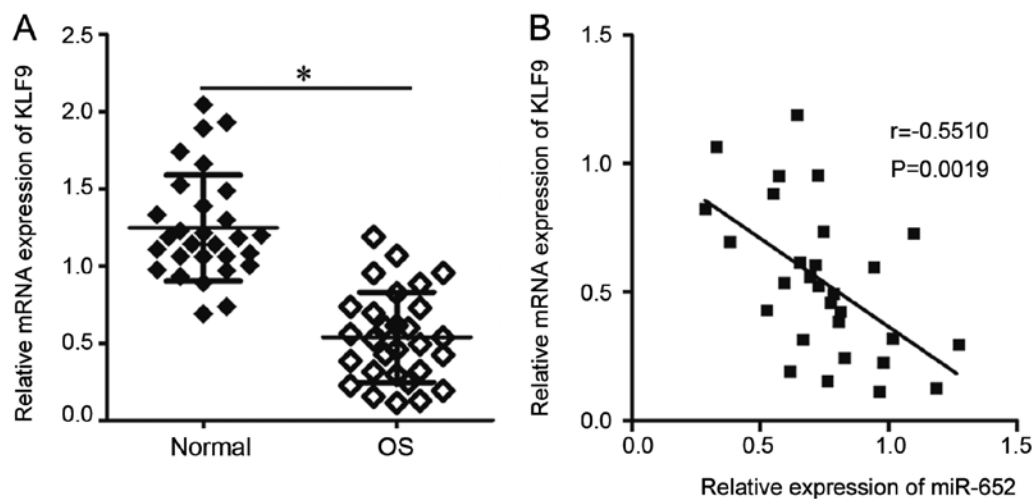 A
Relative mRNA expression of KLF9
2.5
2.0
1.5
1.0
0.5
0.0
*
Normal
OS
B
Relative mRNA expression of KLF9
1.5
1.0
0.5
0.0
r=-0.5510
P=0.0019
0.0
0.5
1.0
1.5
Relative expression of miR-652